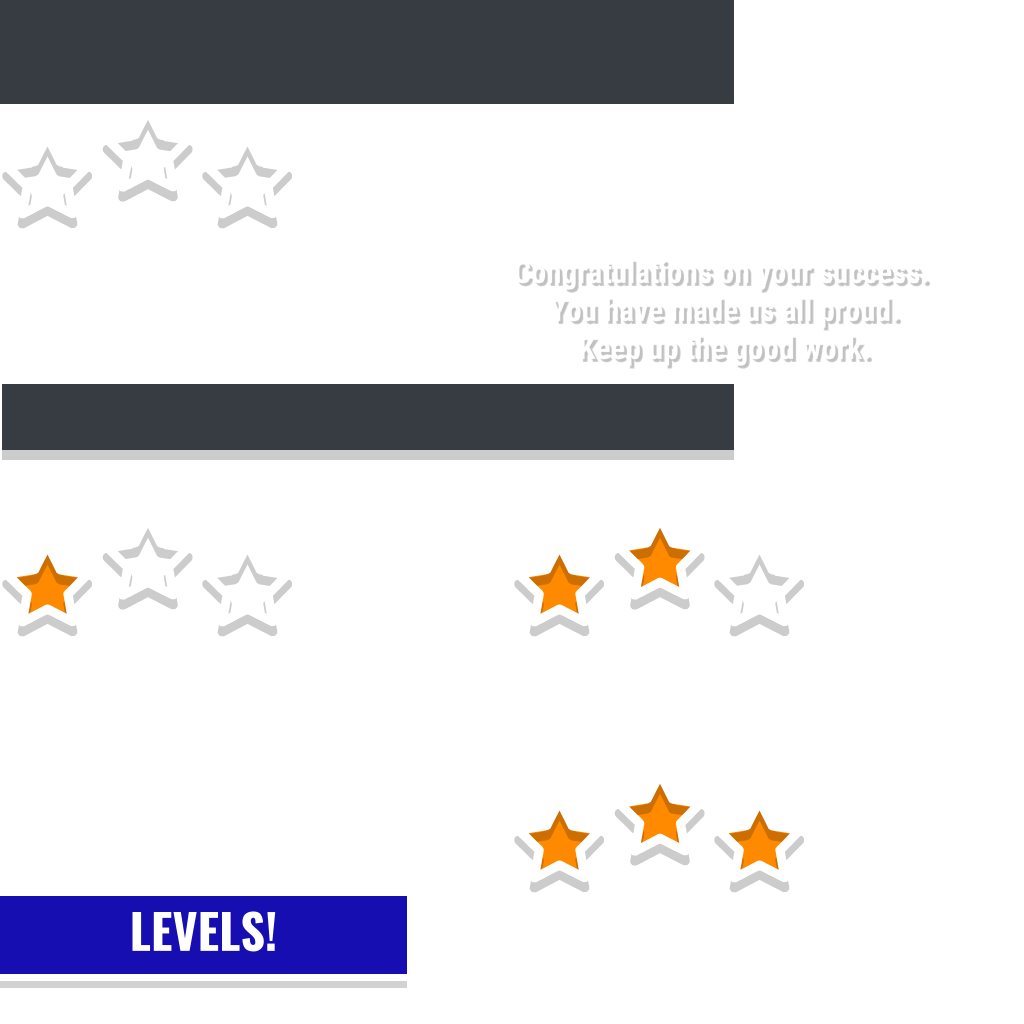 Congratulations on your success.
You have made us all proud.
Keep up the good work.
LEVELS!